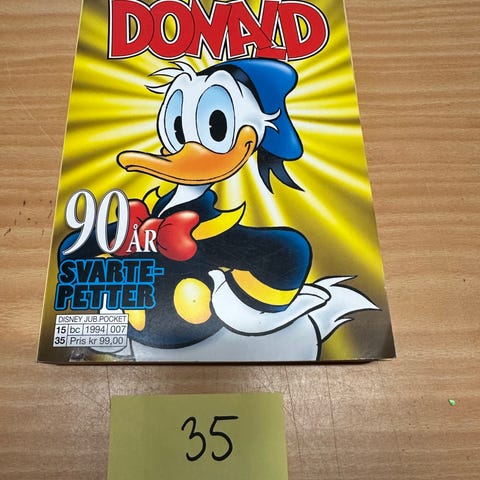 DONALD
90 ÅR
SVARTE-
PETTER
DISNEY JUB.POCKET
15 bc 1994 007
35 Pris kr 99,00
35